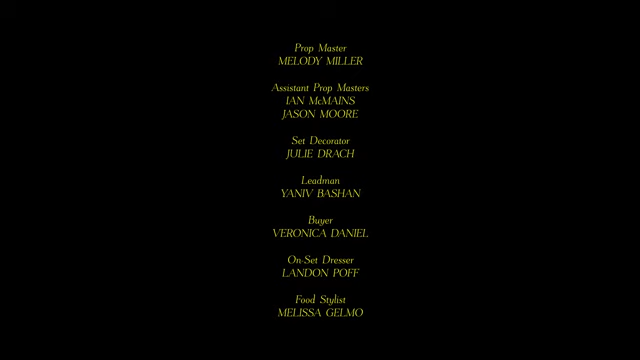 Prop Master
MELODY MILLER
Assistant Prop Masters
IAN McMAINS
JASON MOORE
Set Decorator
JULIE DRACH
Leadman
YANIV BASHAN
Buyer
VERONICA DANIEL
On-Set Dresser
LANDON POFF
Food Stylist
MELISSA GELMO